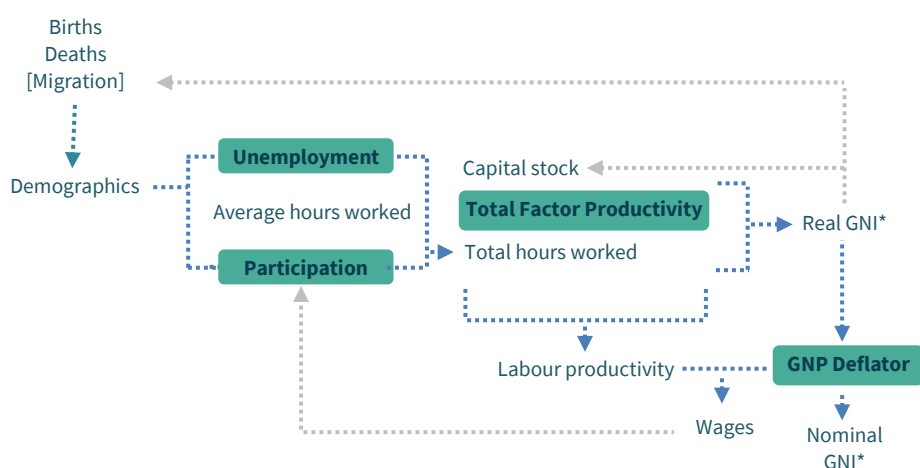 Births
Deaths
[Migration]
Demographics
Unemployment
Average hours worked
Participation
Capital stock
Total Factor Productivity
Total hours worked
Real GNI*
Labour productivity
GNP Deflator
Wages
Nominal
GNI*